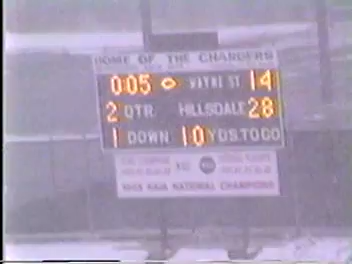 HOME OF THE CHARGERS
0:05 WAYNE ST. 14
2 QTR. HILLSDALE 28
1 DOWN 10 YDS.TO GO
NAIA NATIONAL CHAMPIONS